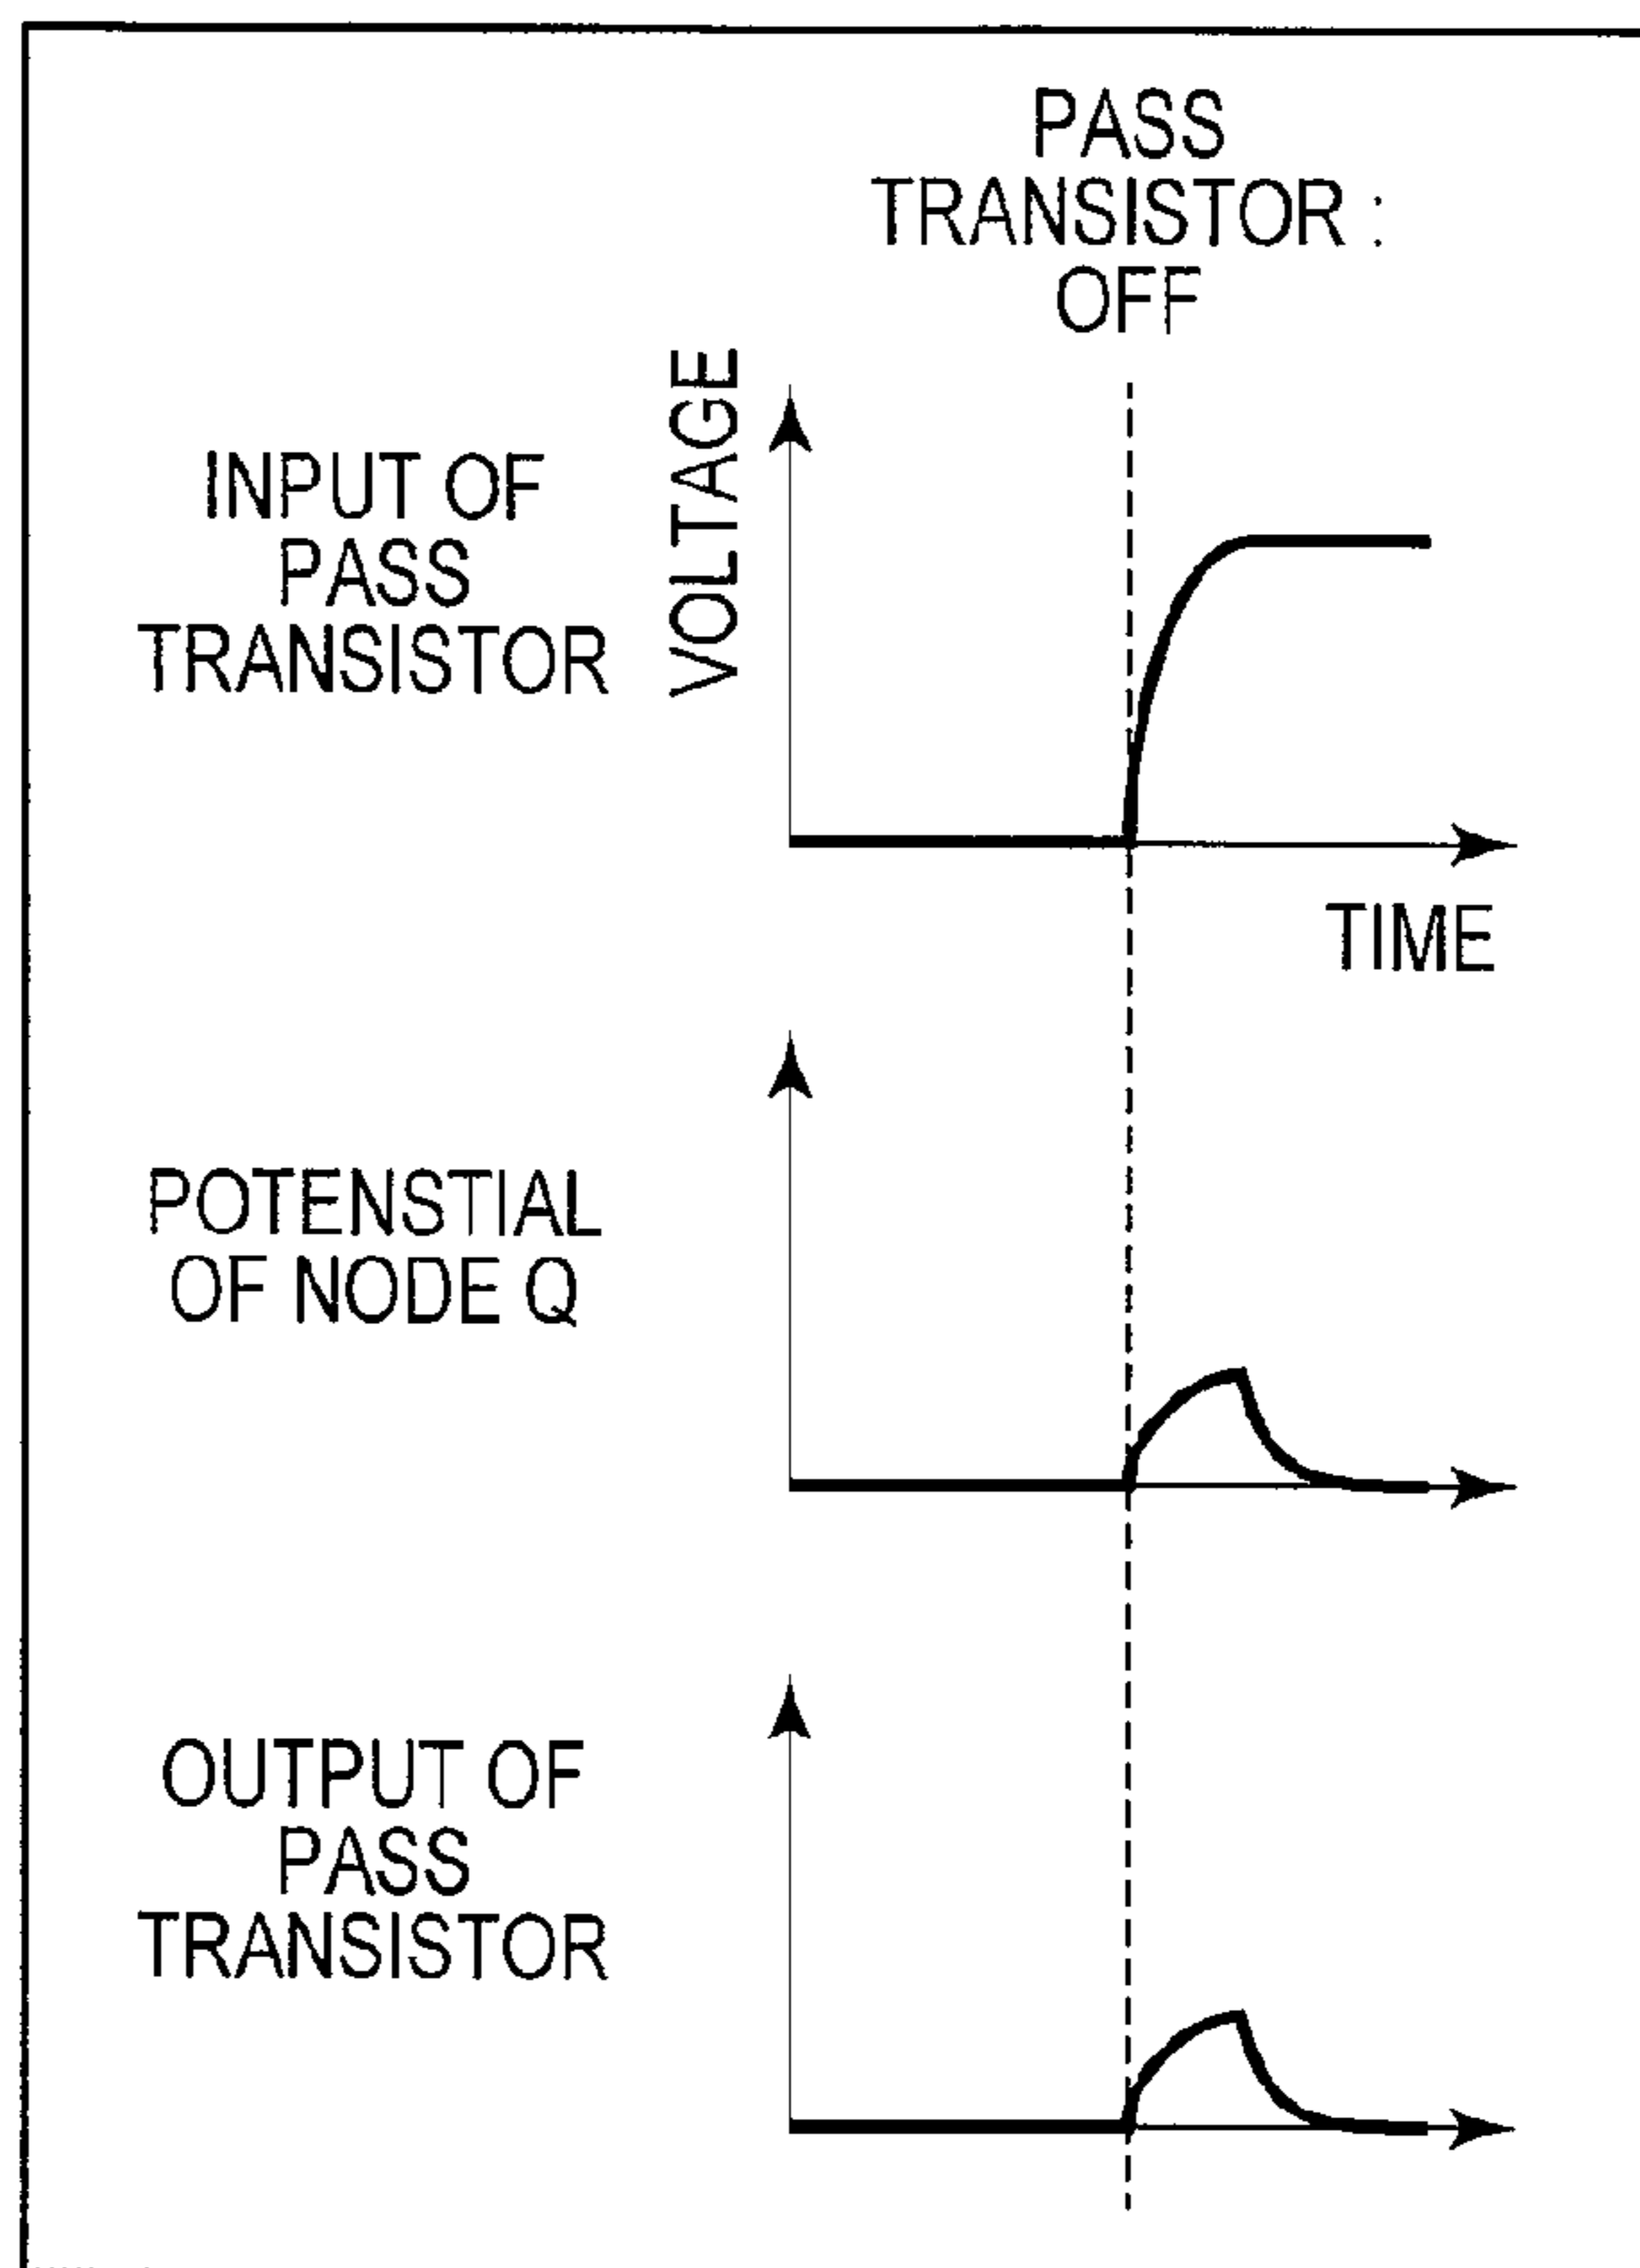 PASS
TRANSISTOR :
OFF
VOLTAGE
INPUT OF
PASS
TRANSISTOR
TIME
POTENSTIAL
OF NODE Q
OUTPUT OF
PASS
TRANSISTOR